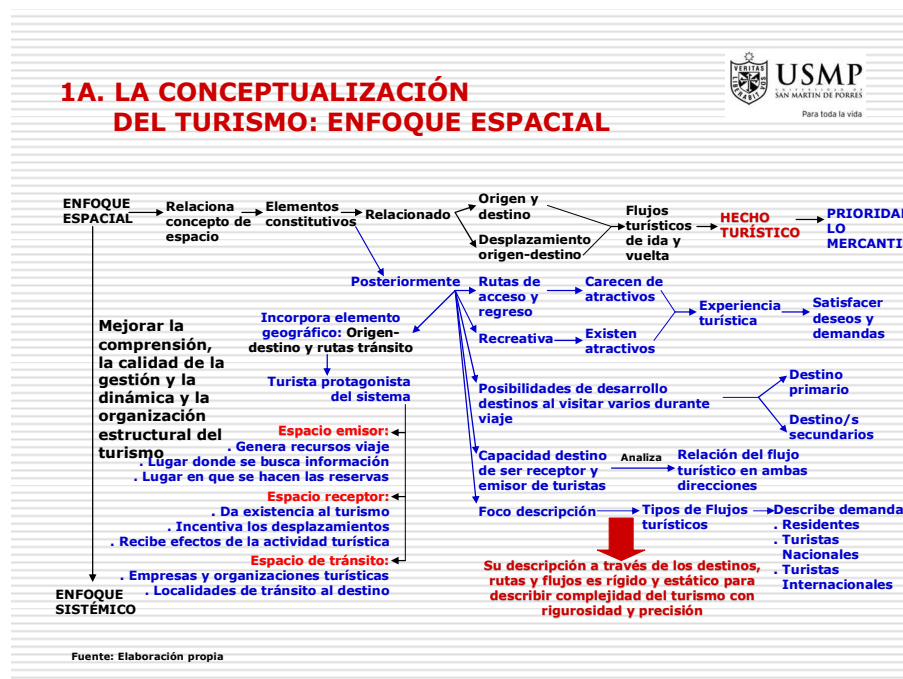 1A. LA CONCEPTUALIZACIÓN
DEL TURISMO: ENFOQUE ESPACIAL
VERITAS
LIBERABIT
VOS
USMP
UNIVERSIDAD DE
SAN MARTIN DE PORRES
Para toda la vida
ENFOQUE
ESPACIAL
Relaciona
concepto de
espacio
Elementos
constitutivos
Relacionado
Origen y
destino
Desplazamiento
origen-destino
Flujos
turísticos
de ida y
vuelta
HECHO
TURÍSTICO
PRIORIDAD
LO
MERCANTI
Posteriormente
Rutas de
acceso y
regreso
Carecen de
atractivos
Recreativa
Existen
atractivos
Experiencia
turística
Satisfacer
deseos y
demandas
Incorpora elemento
geográfico: Origen-
destino y rutas tránsito
Turista protagonista
del sistema
Mejorar la
comprensión,
la calidad de la
gestión y la
dinámica y la
organización
estructural del
turismo
Posibilidades de desarrollo
destinos al visitar varios durante
viaje
Destino
primario
Destino/s
secundarios
Espacio emisor:
. Genera recursos viaje
. Lugar donde se busca información
. Lugar en que se hacen las reservas
Capacidad destino
de ser receptor y
emisor de turistas
Analiza
Relación del flujo
turístico en ambas
direcciones
Espacio receptor:
. Da existencia al turismo
. Incentiva los desplazamientos
. Recibe efectos de la actividad turística
Foco descripción
Tipos de Flujos
turísticos
Describe demanda
. Residentes
. Turistas
Nacionales
. Turistas
Internacionales
Espacio de tránsito:
. Empresas y organizaciones turísticas
. Localidades de tránsito al destino
Su descripción a través de los destinos,
rutas y flujos es rígido y estático para
describir complejidad del turismo con
rigurosidad y precisión
ENFOQUE
SISTÉMICO
Fuente: Elaboración propia